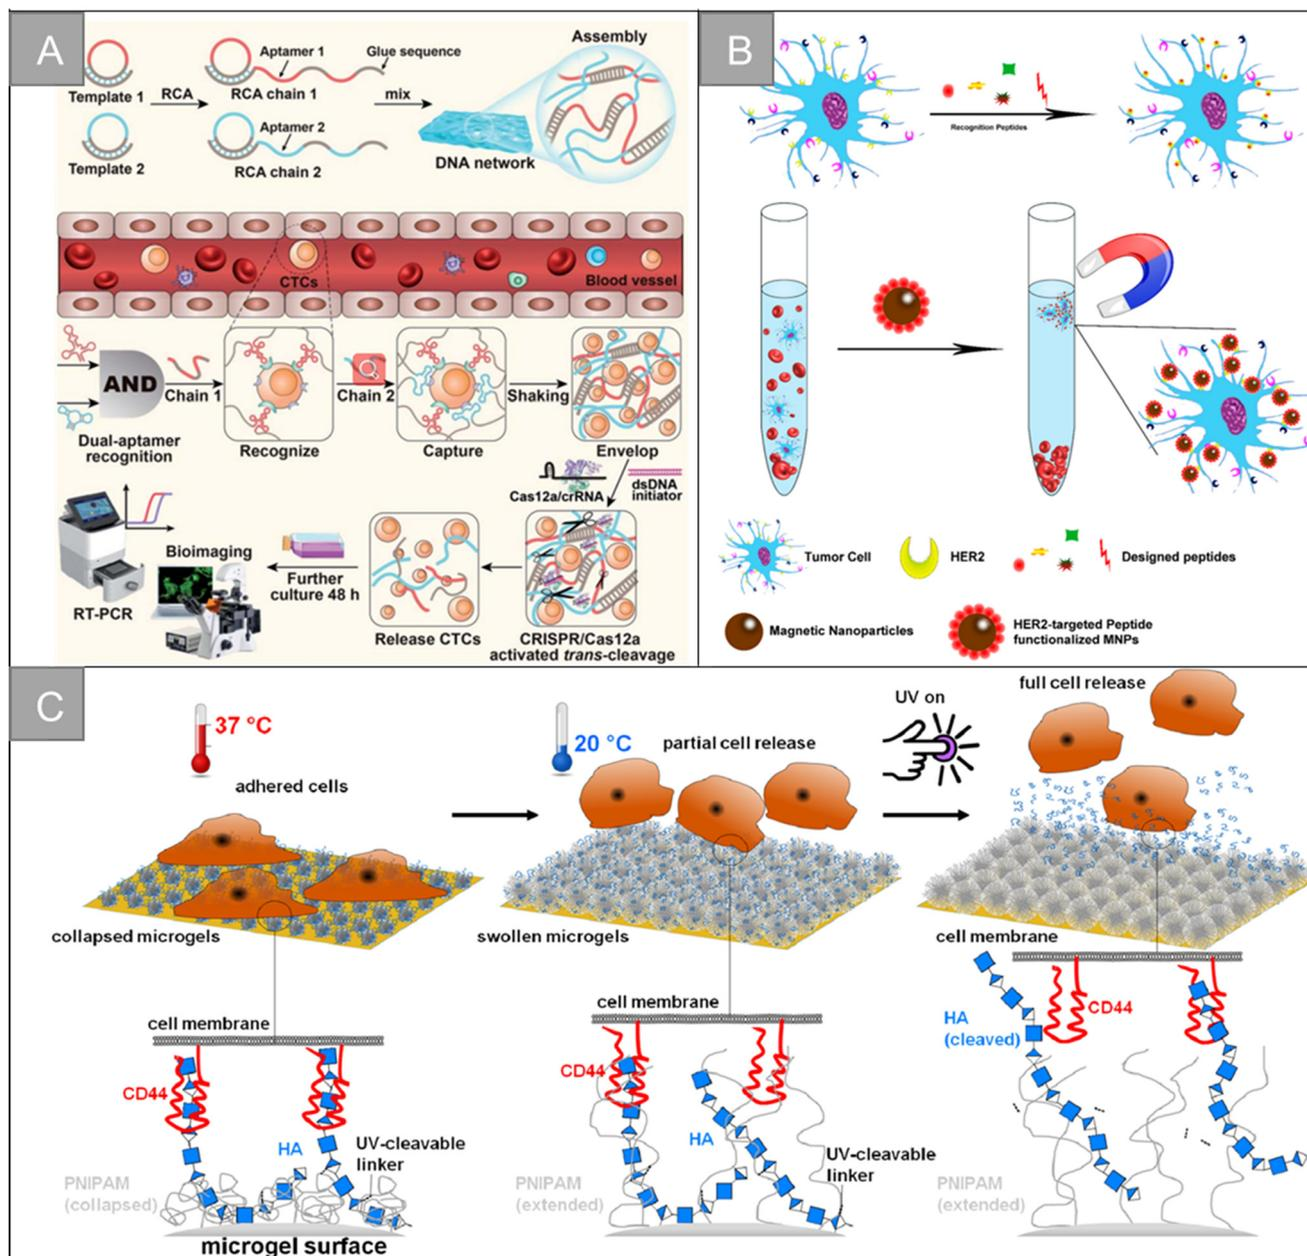 A
Template 1
RCA
Aptamer 1
Glue sequence
RCA chain 1
mix
Assembly
Template 2
Aptamer 2
RCA chain 2
DNA network
CTCs
Blood vessel
AND
Chain 1
Chain 2
Shaking
Dual-aptamer
recognition
Recognize
Capture
Envelop
Cas12a/crRNA
dsDNA
initiator
RT-PCR
Bioimaging
Further
culture 48 h
Release CTCs
CRISPR/Cas12a
activated trans-cleavage
B
Recognition Peptides
Tumor Cell
HER2
Designed peptides
Magnetic Nanoparticles
HER2-targeted Peptide
functionalized MNPs
C
37 °C
adhered cells
collapsed microgels
20 °C
partial cell release
swollen microgels
UV on
full cell release
cell membrane
CD44
HA
UV-cleavable
linker
PNIPAM
(collapsed)
microgel surface
cell membrane
CD44
HA
UV-cleavable
linker
PNIPAM
(extended)
cell membrane
CD44
HA
(cleaved)
PNIPAM
(extended)